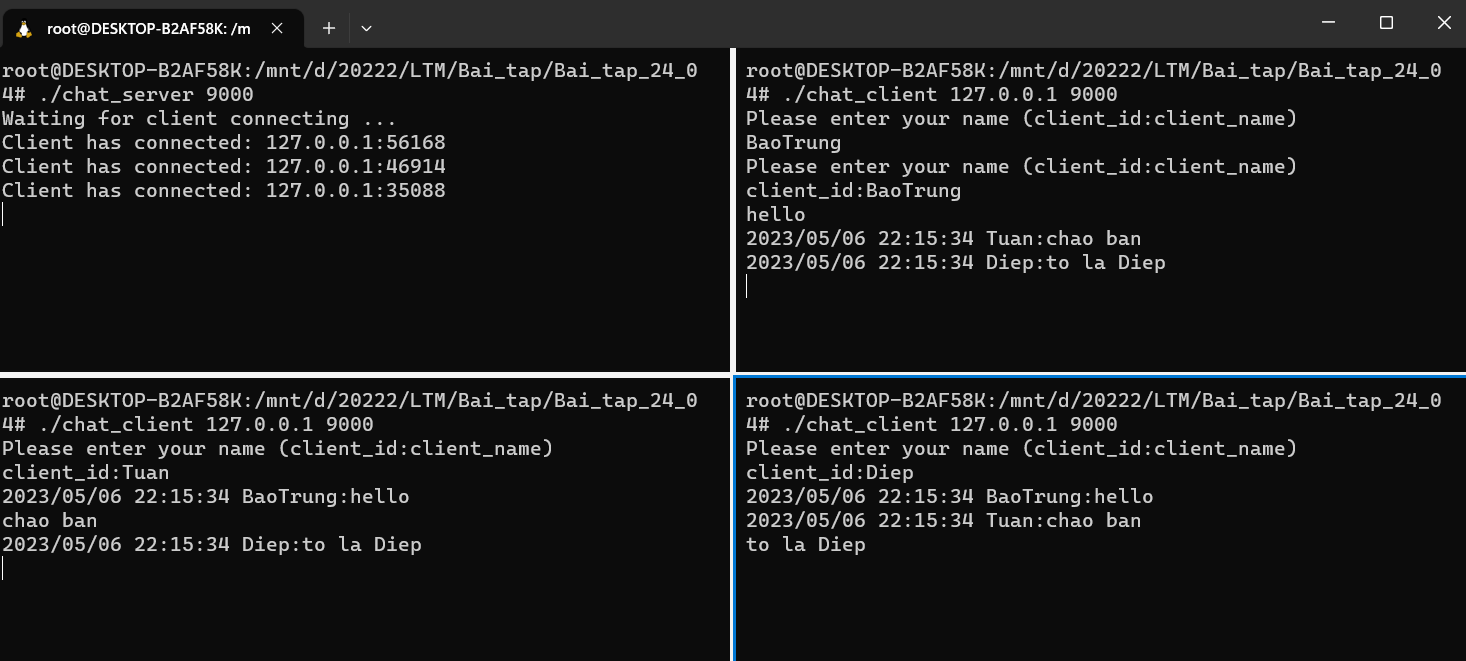 root@DESKTOP-B2AF58K: /m
root@DESKTOP-B2AF58K:/mnt/d/20222/LTM/Bai_tap/Bai_tap_24_0
4# ./chat_server 9000
Waiting for client connecting ...
Client has connected: 127.0.0.1:56168
Client has connected: 127.0.0.1:46914
Client has connected: 127.0.0.1:35088
root@DESKTOP-B2AF58K:/mnt/d/20222/LTM/Bai_tap/Bai_tap_24_0
4# ./chat_client 127.0.0.1 9000
Please enter your name (client_id:client_name)
BaoTrung
Please enter your name (client_id:client_name)
client_id:BaoTrung
hello
2023/05/06 22:15:34 Tuan:chao ban
2023/05/06 22:15:34 Diep:to la Diep
root@DESKTOP-B2AF58K:/mnt/d/20222/LTM/Bai_tap/Bai_tap_24_0
4# ./chat_client 127.0.0.1 9000
Please enter your name (client_id:client_name)
client_id:Tuan
2023/05/06 22:15:34 BaoTrung:hello
chao ban
2023/05/06 22:15:34 Diep:to la Diep
root@DESKTOP-B2AF58K:/mnt/d/20222/LTM/Bai_tap/Bai_tap_24_0
4# ./chat_client 127.0.0.1 9000
Please enter your name (client_id:client_name)
client_id:Diep
2023/05/06 22:15:34 BaoTrung:hello
2023/05/06 22:15:34 Tuan:chao ban
to la Diep